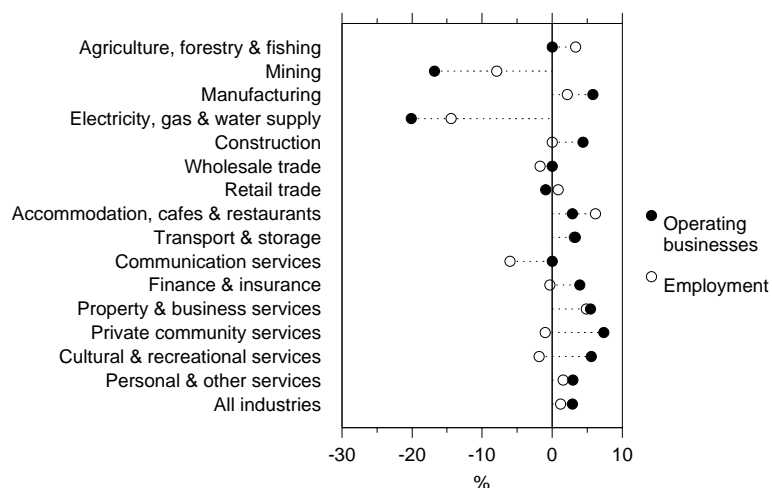 Agriculture, forestry & fishing
Mining
Manufacturing
Electricity, gas & water supply
Construction
Wholesale trade
Retail trade
Accommodation, cafes & restaurants
Transport & storage
Communication services
Finance & insurance
Property & business services
Private community services
Cultural & recreational services
Personal & other services
All industries
Operating
businesses
Employment
-30 -20 -10 0 10
%